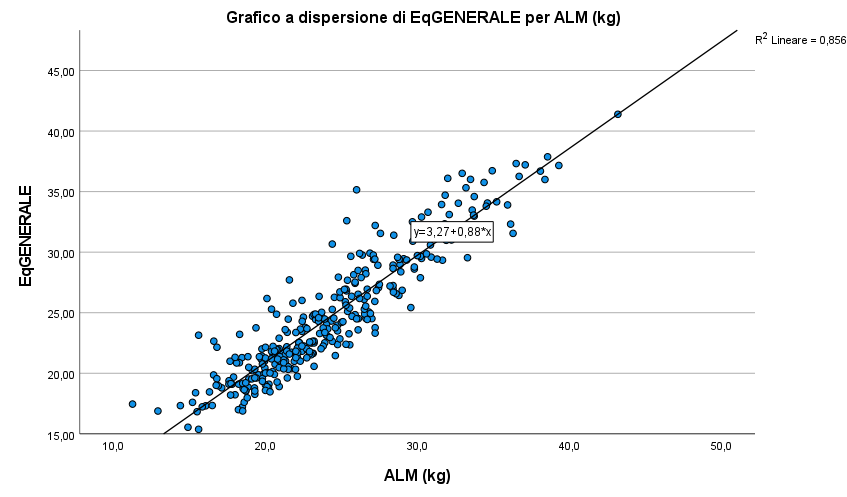 Grafico a dispersione di EqGENERALE per ALM (kg)
R2 Lineare = 0,856
45,00
40,00
35,00
30,00
25,00
20,00
15,00
EqGENERALE
y=3,27+0,88*x
10,0 20,0 30,0 40,0 50,0
ALM (kg)